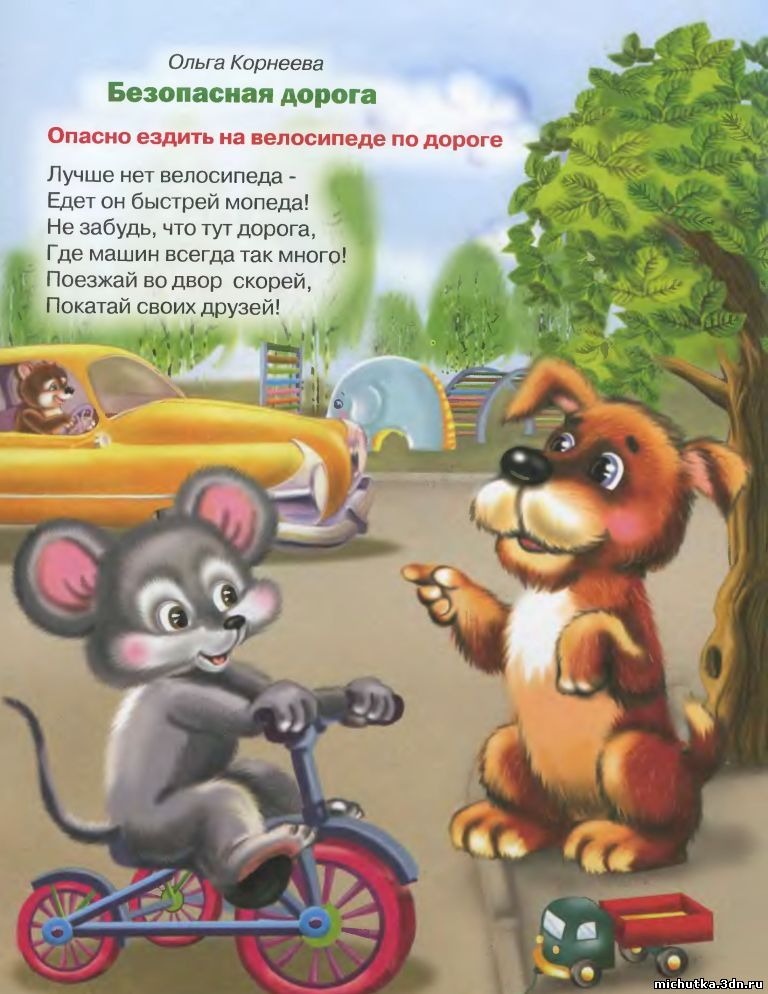 Ольга Корнеева
Безопасная дорога
Опасно ездить на велосипеде по дороге
Лучше нет велосипеда -
Едет он быстрей мопеда!
Не забудь, что тут дорога,
Где машин всегда так много!
Поезжай во двор скорей,
Покатай своих друзей!
michutka.3dn.ru